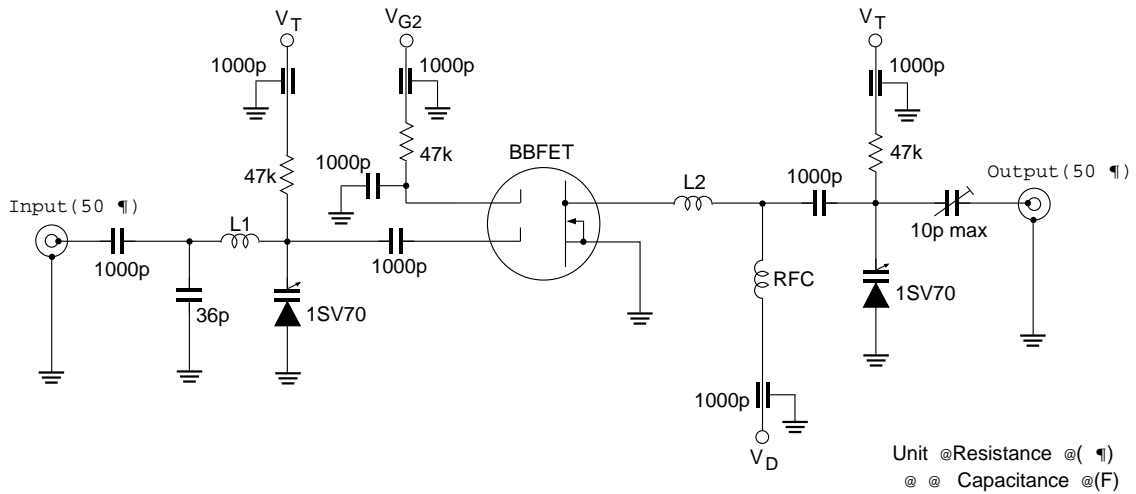 VT
VG2
VT
1000p
1000p
1000p
1000p
47k
BBFET
47k
47k
L2
1000p
Output(50 ¶)
Input(50 ¶)
L1
1000p
1000p
10p max
36p
1SV70
RFC
1SV70
1000p
VD
Unit @Resistance @( ¶)
@ @ Capacitance @(F)